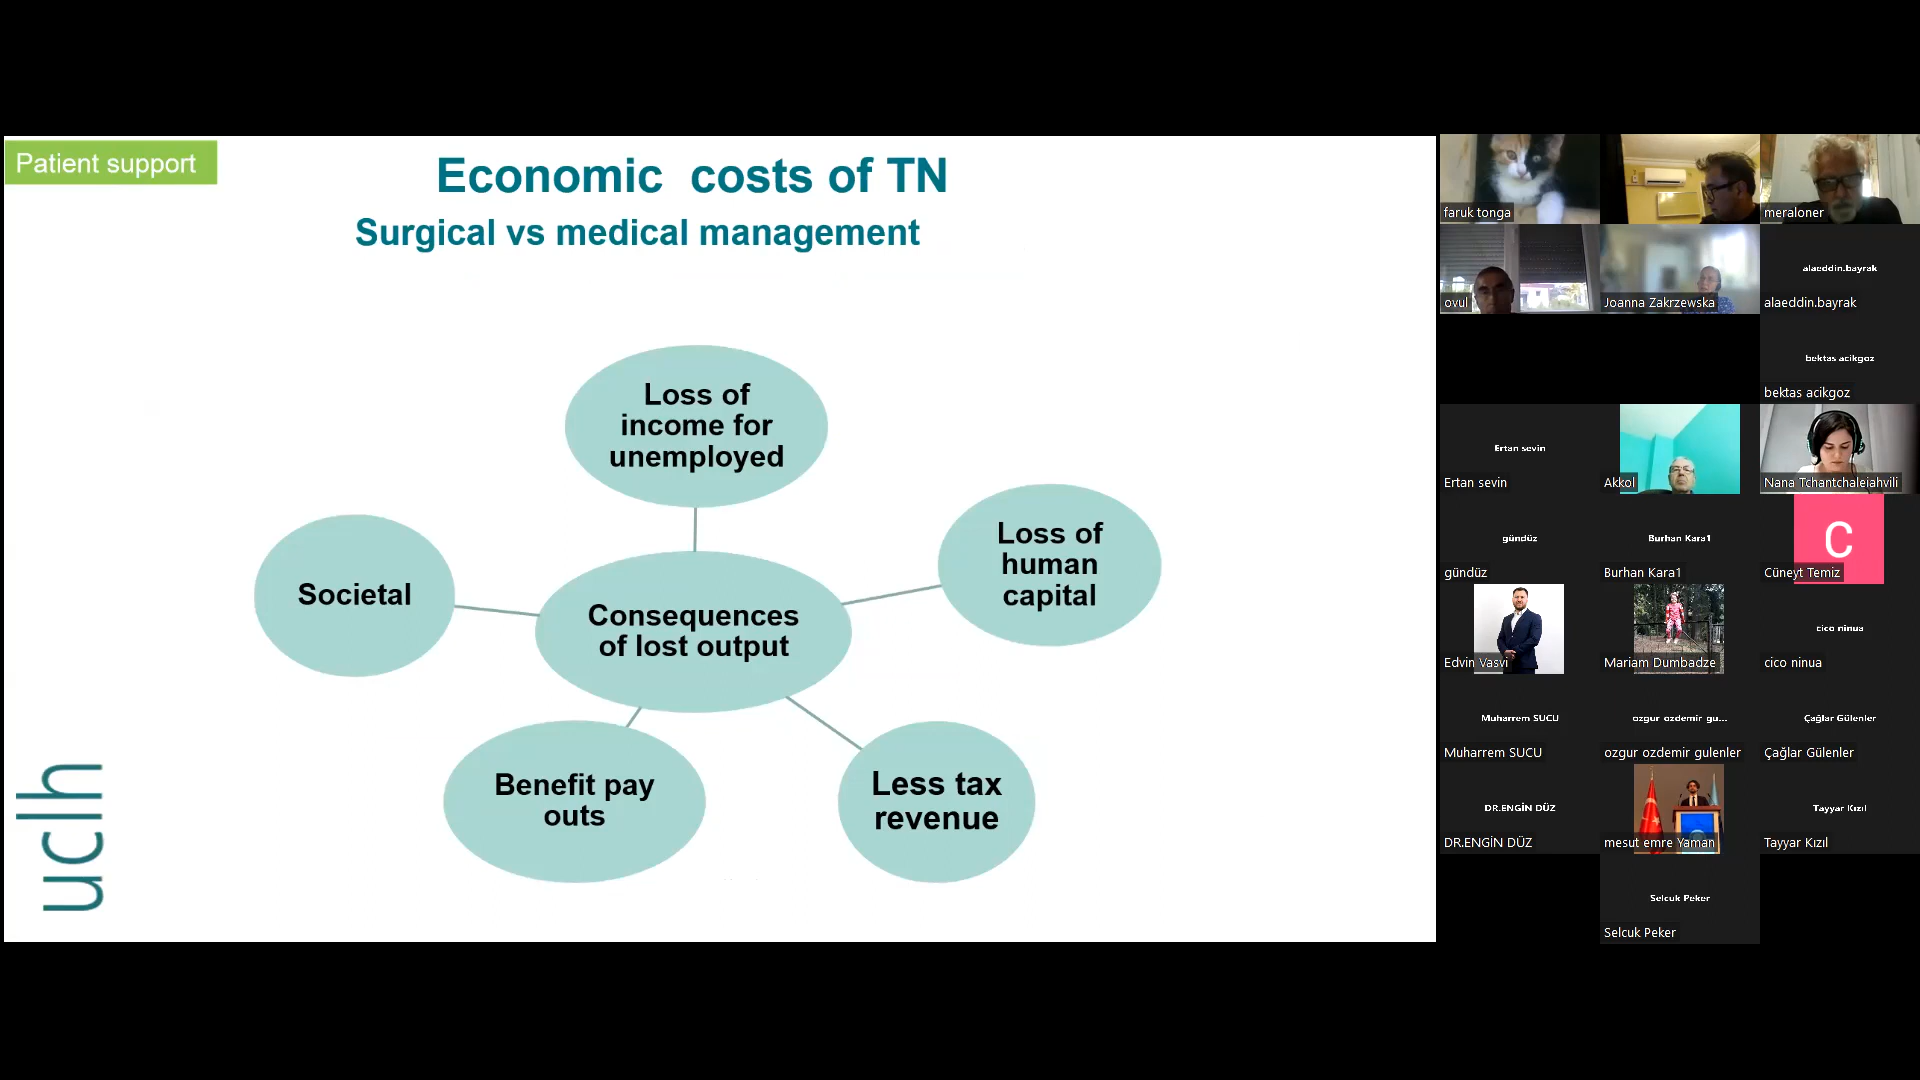 Patient support
Economic costs of TN
Surgical vs medical management
Loss of
income for
unemployed
Loss of
human
capital
Societal
Consequences
of lost output
Benefit pay
outs
Less tax
revenue
uclh
faruk tonga
meraloner
ovul
Joanna Zakrzewska
alaeddin.bayrak
alaeddin.bayrak
bektas acikgoz
bektas acikgoz
Ertan sevin
Ertan sevin
Akkol
Nana Tchantchaleiahvili
gündüz
gündüz
Burhan Kara1
Burhan Kara1
C
Cüneyt Temiz
Edvin Vasvi
Mariam Dumbadze
cico ninua
cico ninua
Muharrem SUCU
Muharrem SUCU
ozgur ozdemir gu...
ozgur ozdemir gulenler
Çağlar Gülenler
Çağlar Gülenler
DR.ENGİN DÜZ
DR.ENGİN DÜZ
mesut emre Yaman
Tayyar Kızıl
Tayyar Kızıl
Selcuk Peker
Selcuk Peker